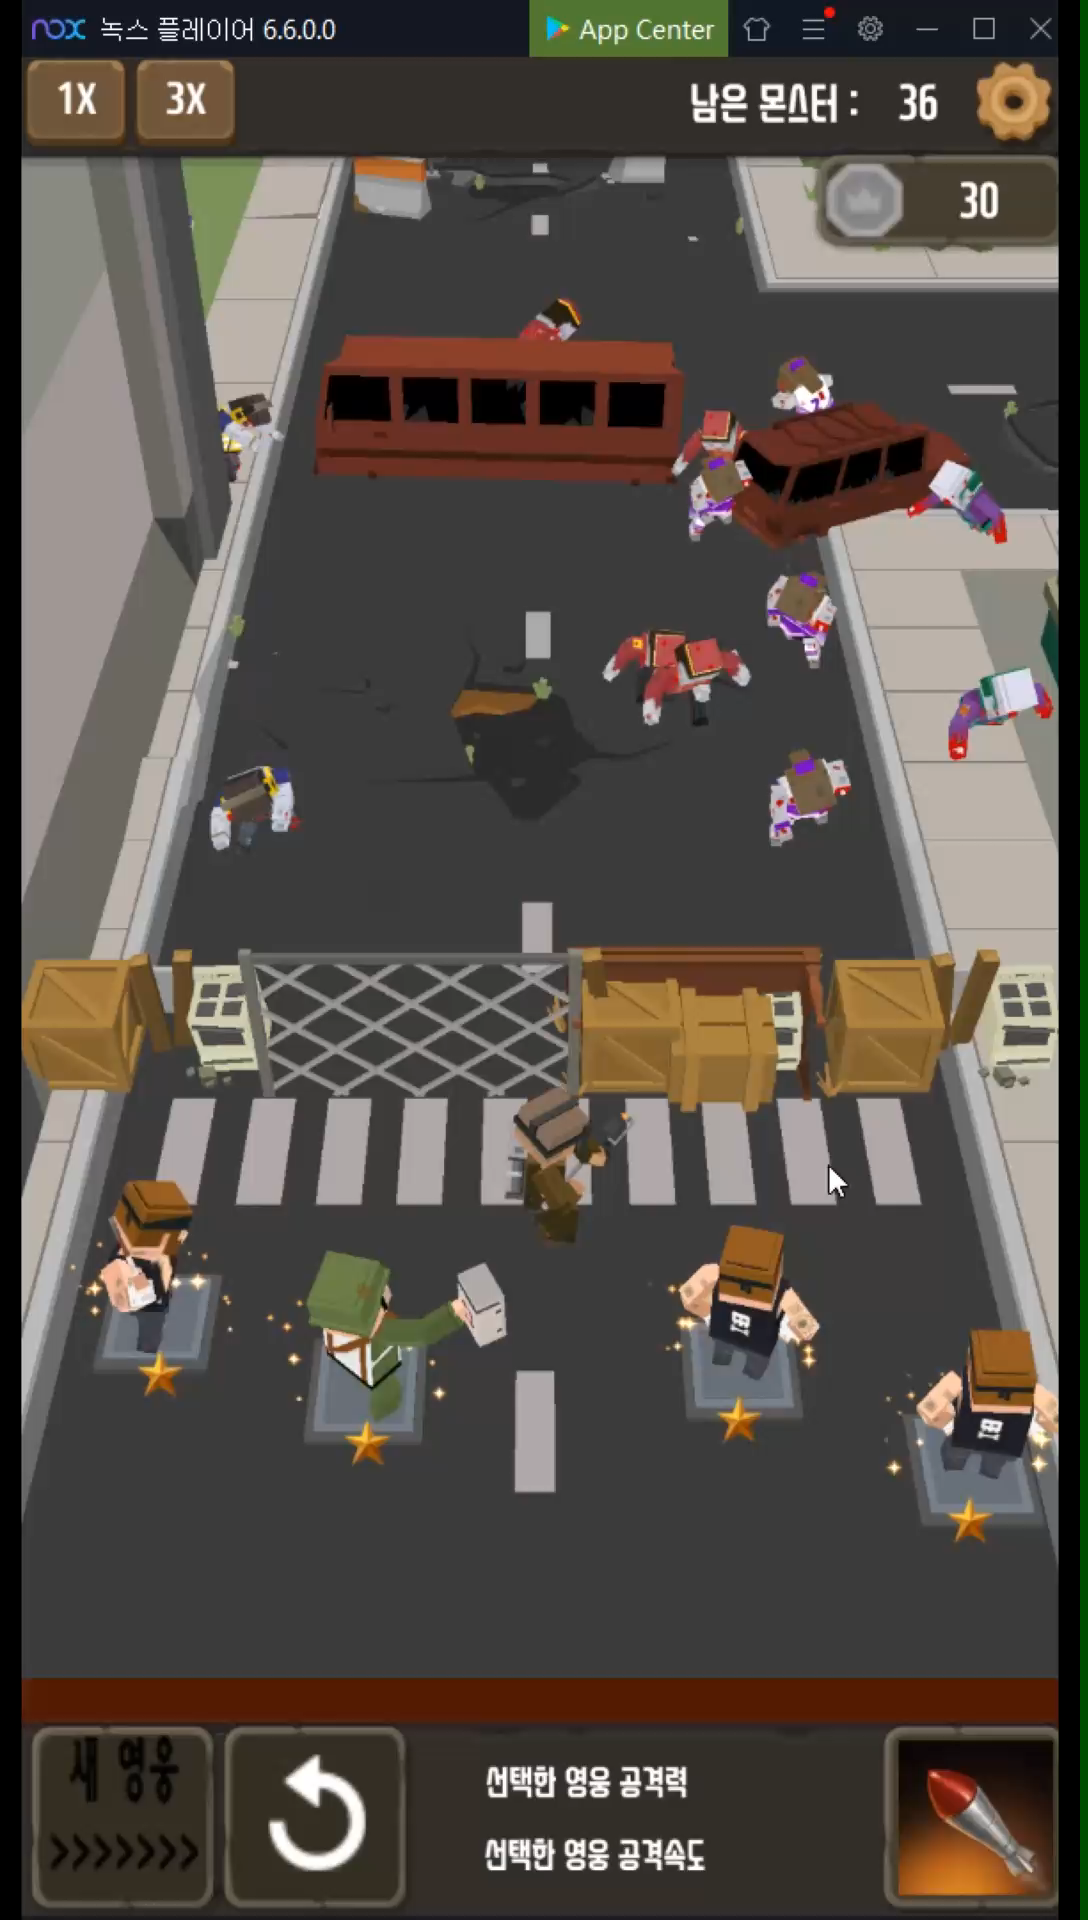 nox 녹스 플레이어 6.6.0.0 App Center
1X 3X 남은 몬스터 : 36
30
새 영웅
>>>>>>>
선택한 영웅 공격력
선택한 영웅 공격속도